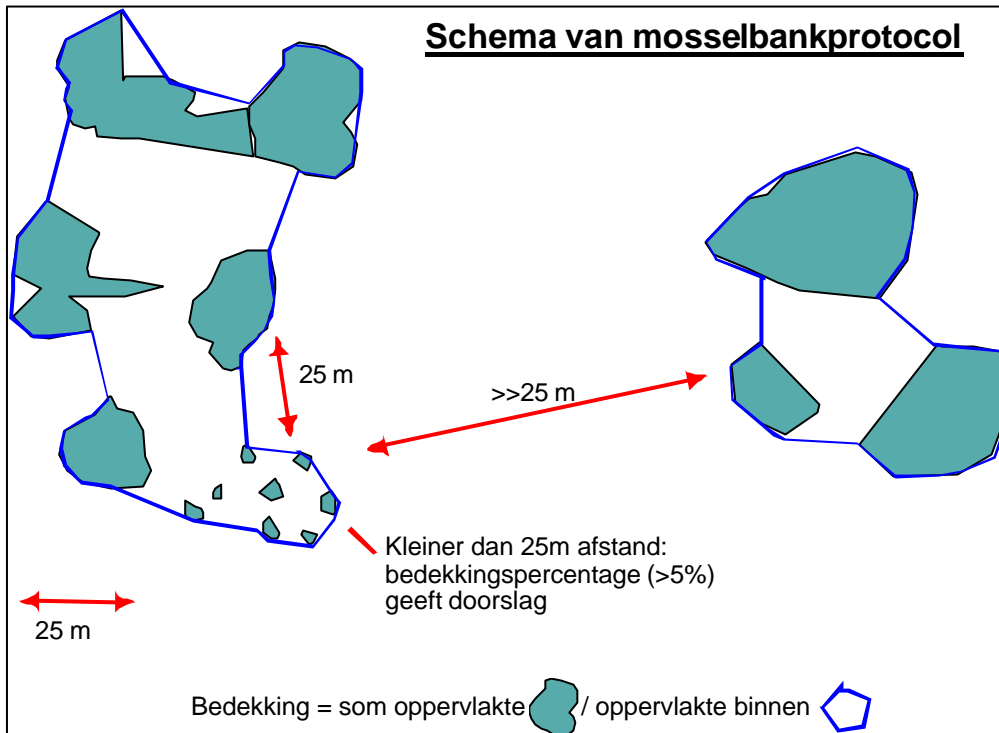 Schema van mosselbankprotocol
25 m
>>25 m
Kleiner dan 25m afstand:
bedekkingspercentage (>5%)
geeft doorslag
25 m
Bedekking = som oppervlakte / oppervlakte binnen